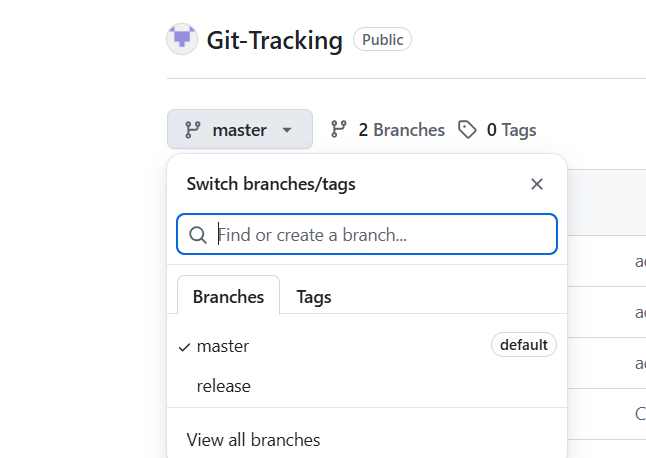 Git-Tracking Public
master 2 Branches 0 Tags
Switch branches/tags
Find or create a branch...
Branches Tags
master default
release
View all branches